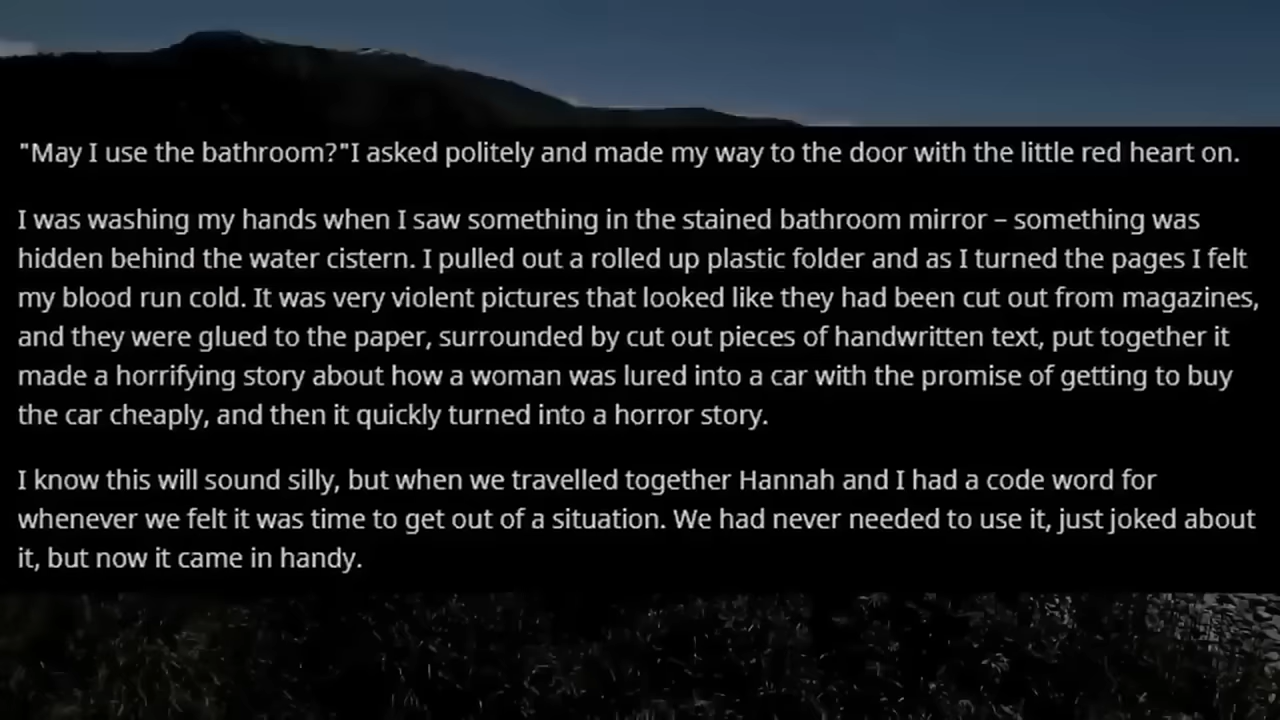 "May I use the bathroom?"I asked politely and made my way to the door with the little red heart on.
I was washing my hands when I saw something in the stained bathroom mirror – something was
hidden behind the water cistern. I pulled out a rolled up plastic folder and as I turned the pages I felt
my blood run cold. It was very violent pictures that looked like they had been cut out from magazines,
and they were glued to the paper, surrounded by cut out pieces of handwritten text, put together it
made a horrifying story about how a woman was lured into a car with the promise of getting to buy
the car cheaply, and then it quickly turned into a horror story.
I know this will sound silly, but when we travelled together Hannah and I had a code word for
whenever we felt it was time to get out of a situation. We had never needed to use it, just joked about
it, but now it came in handy.